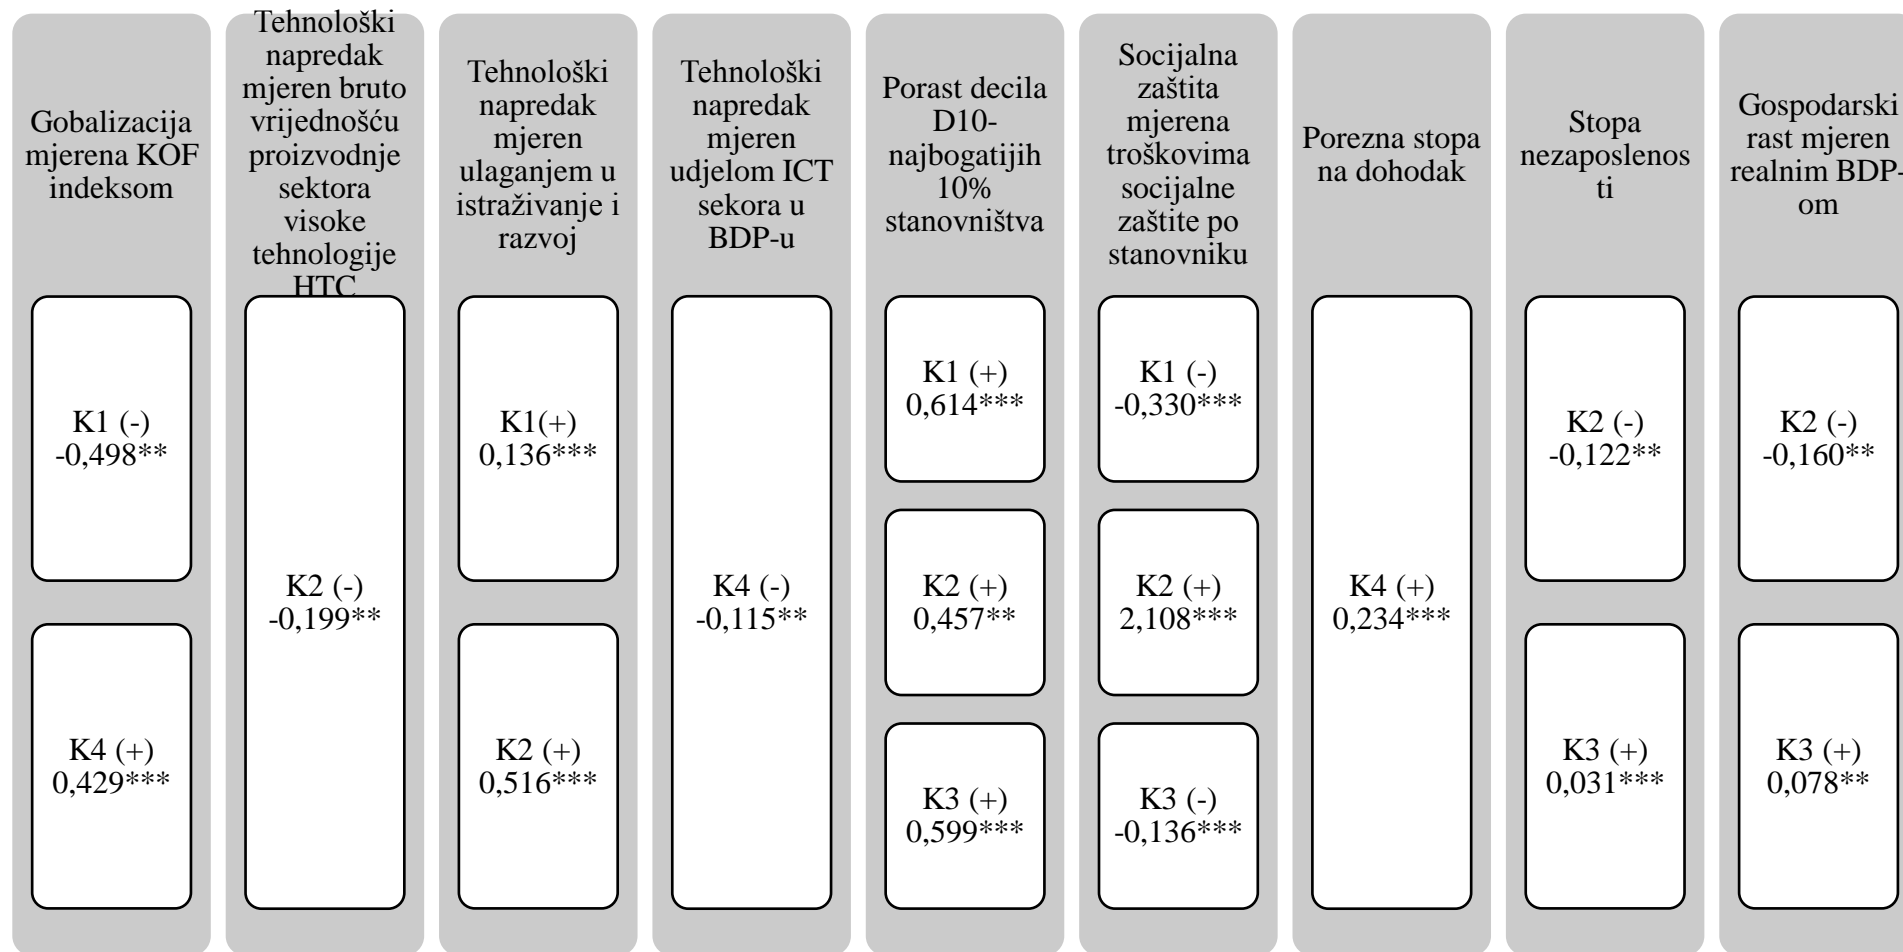 Gobalizacija
mjerena KOF
indeksom
K1 (-)
-0,498**
K4 (+)
0,429***
Tehnološki
napredak
mjeren bruto
vrijednošću
proizvodnje
sektora
visoke
tehnologije
HTC
K2 (-)
-0,199**
Tehnološki
napredak
mjeren
ulaganjem u
istraživanje i
razvoj
K1(+)
0,136***
K2 (+)
0,516***
Tehnološki
napredak
mjeren
udjelom ICT
sekora u
BDP-u
K4 (-)
-0,115**
Porast decila
D10-
najbogatijih
10%
stanovništva
K1 (+)
0,614***
K2 (+)
0,457**
K3 (+)
0,599***
Socijalna
zaštita
mjerena
troškovima
socijalne
zaštite po
stanovniku
K1 (-)
-0,330***
K2 (+)
2,108***
K3 (-)
-0,136***
Porezna stopa
na dohodak
K4 (+)
0,234***
Stopa
nezaposlenos
ti
K2 (-)
-0,122**
K3 (+)
0,031***
Gospodarski
rast mjeren
realnim BDP-
om
K2 (-)
-0,160**
K3 (+)
0,078**